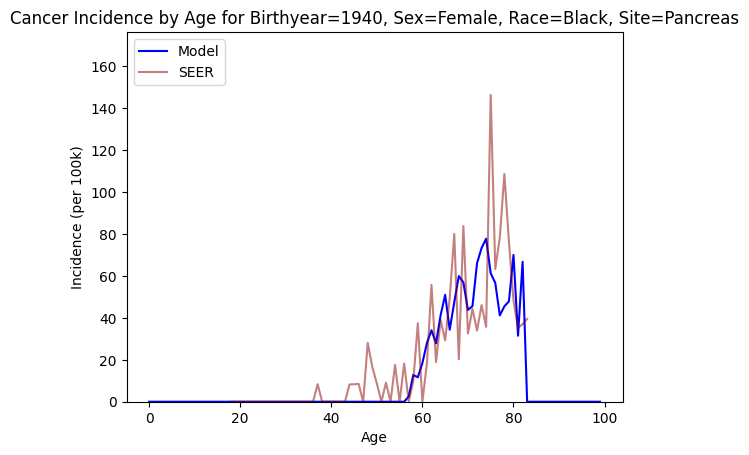 Cancer Incidence by Age for Birthyear=1940, Sex=Female, Race=Black, Site=Pancreas
Model
SEER
Incidence (per 100k)
160
140
120
100
80
60
40
20
0
0 20 40 60 80 100
Age